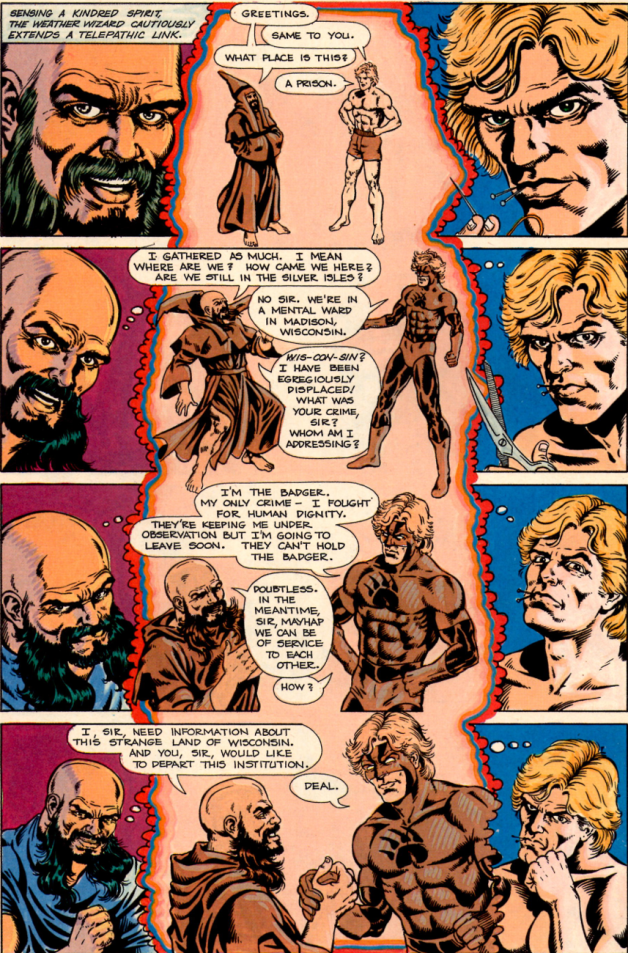 SENSING A KINDRED SPIRIT,
THE WEATHER WIZARD CAUTIOUSLY
EXTENDS A TELEPATHIC LINK.
GREETINGS.
SAME TO YOU.
WHAT PLACE IS THIS?
A PRISON.
I GATHERED AS MUCH. I MEAN
WHERE ARE WE? HOW CAME WE HERE?
ARE WE STILL IN THE SILVER ISLES?
NO SIR. WE'RE IN
A MENTAL WARD
IN MADISON,
WISCONSIN.
WIS-CON-SIN?
I HAVE BEEN
EGREGIOUSLY
DISPLACED!
WHAT WAS
YOUR CRIME,
SIR?
WHOM AM I
ADDRESSING?
I'M THE BADGER.
MY ONLY CRIME - I FOUGHT
FOR HUMAN DIGNITY.
THEY'RE KEEPING ME UNDER
OBSERVATION BUT I'M GOING TO
LEAVE SOON. THEY CAN'T HOLD
THE BADGER.
DOUBTLESS.
IN THE
MEANTIME,
SIR, MAYHAP
WE CAN BE
OF SERVICE
TO EACH
OTHER.
HOW?
I, SIR, NEED INFORMATION ABOUT
THIS STRANGE LAND OF WISCONSIN.
AND YOU, SIR, WOULD LIKE
TO DEPART THIS INSTITUTION.
DEAL.